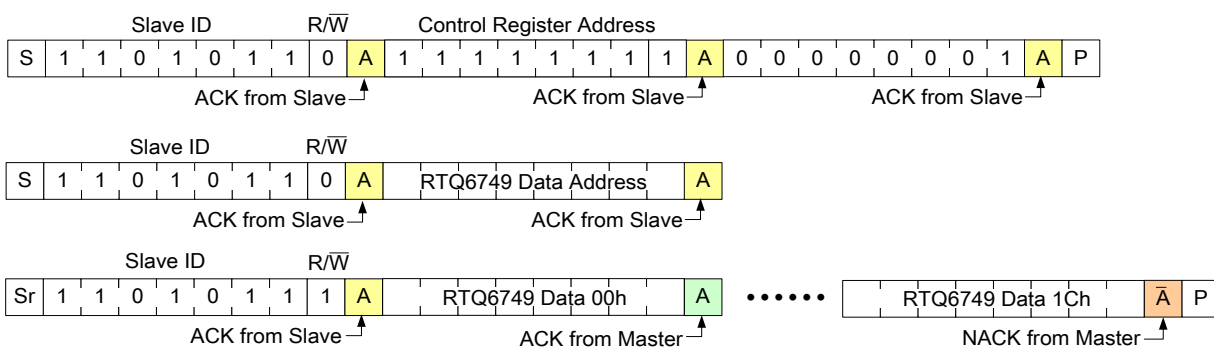 Slave ID R/W̅ Control Register Address
S 1 1 0 1 0 1 1 0 A 1 1 1 1 1 1 1 1 A 0 0 0 0 0 0 0 1 A P
ACK from Slave ACK from Slave ACK from Slave
Slave ID R/W̅
S 1 1 0 1 0 1 1 0 A RTQ6749 Data Address A
ACK from Slave ACK from Slave
Slave ID R/W̅
Sr 1 1 0 1 0 1 1 1 A RTQ6749 Data 00h A •••••• RTQ6749 Data 1Ch A̅ P
ACK from Slave ACK from Master NACK from Master